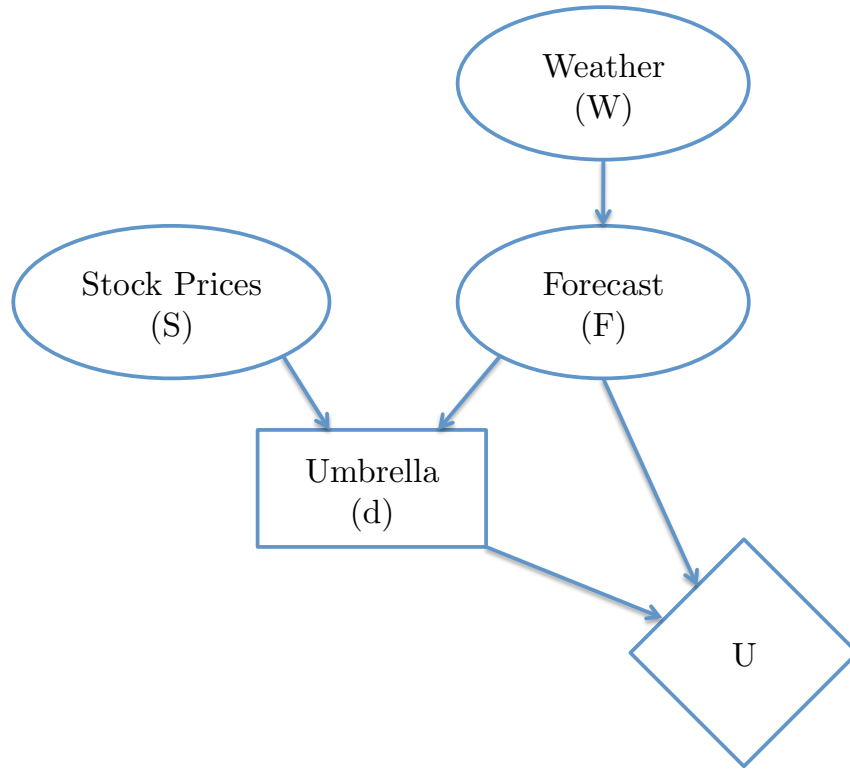 Weather
(W)
Stock Prices
(S)
Forecast
(F)
Umbrella
(d)
U